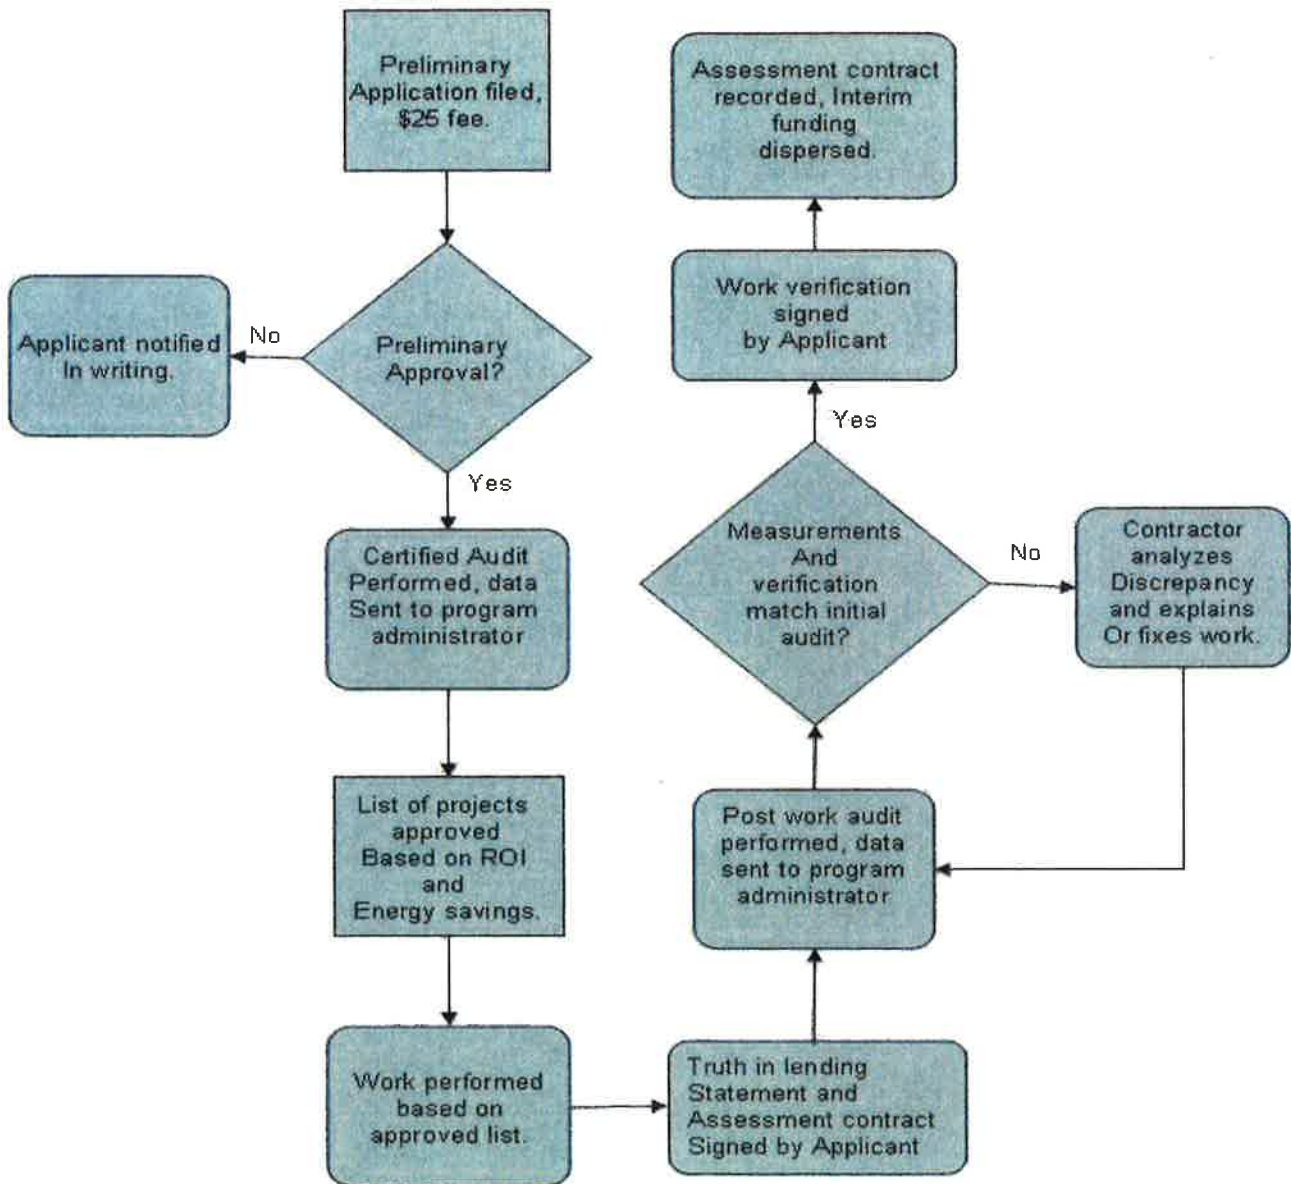 Preliminary
Application filed,
$25 fee.
Applicant notified
In writing.
No
Preliminary
Approval?
Yes
Certified Audit
Performed, data
Sent to program
administrator
List of projects
approved
Based on ROI
and
Energy savings.
Work performed
based on
approved list.
Truth in lending
Statement and
Assessment contract
Signed by Applicant
Post work audit
performed, data
sent to program
administrator
Measurements
And
verification
match initial
audit?
No
Contractor
analyzes
Discrepancy
and explains
Or fixes work.
Yes
Work verification
signed
by Applicant
Assessment contract
recorded, Interim
funding
dispersed.